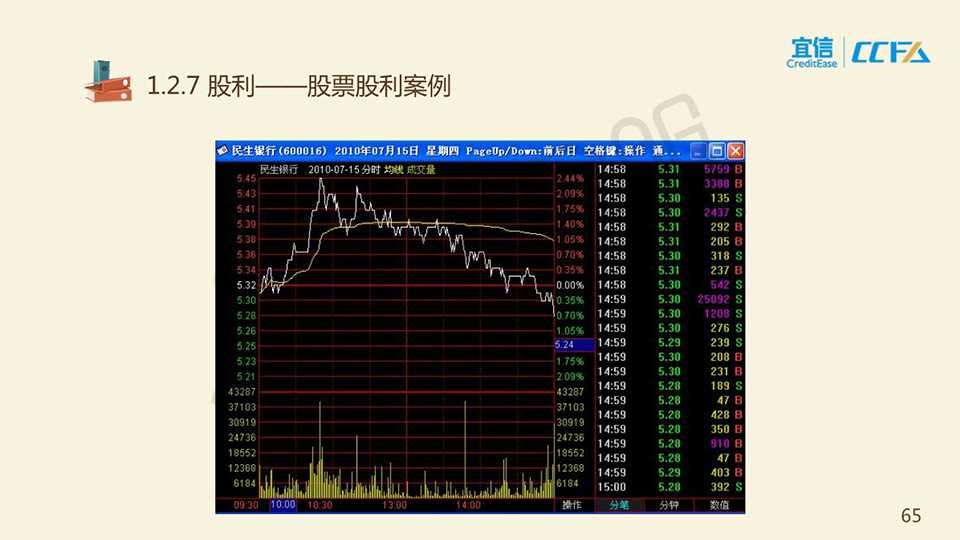 宜信
CreditEase
CCFA
1.2.7 股利——股票股利案例
民生银行(600016) 2010年07月15日 星期四 PageUp/Down:前后日 空格键:操作 通...
民生银行 2010-07-15 分时 均线 成交量
5.45 2.44%
5.43 2.09%
5.41 1.75%
5.39 1.40%
5.38 1.05%
5.36 0.70%
5.34 0.35%
5.32 0.00%
5.30 0.35%
5.28 0.70%
5.26 1.05%
5.25 5.24
5.23 1.75%
5.21 2.09%
43287 43287
37103 37103
30919 30919
24736 24736
18552 18552
12368 12368
6184 6184
09:30 10:00 10:30 13:00 14:00 操作
14:58 5.31 5759 B
14:58 5.31 3388 B
14:58 5.30 135 S
14:58 5.30 2437 S
14:58 5.31 292 B
14:58 5.31 205 B
14:58 5.30 318 S
14:58 5.31 237 B
14:58 5.30 542 S
14:59 5.30 25092 S
14:59 5.30 1208 S
14:59 5.30 276 S
14:59 5.29 239 S
14:59 5.30 208 B
14:59 5.30 231 B
14:59 5.28 189 S
14:59 5.28 47 B
14:59 5.28 428 B
14:59 5.28 350 B
14:59 5.28 910 B
14:59 5.28 47 B
14:59 5.29 403 B
15:00 5.28 392 S
分笔 分钟 数值
65